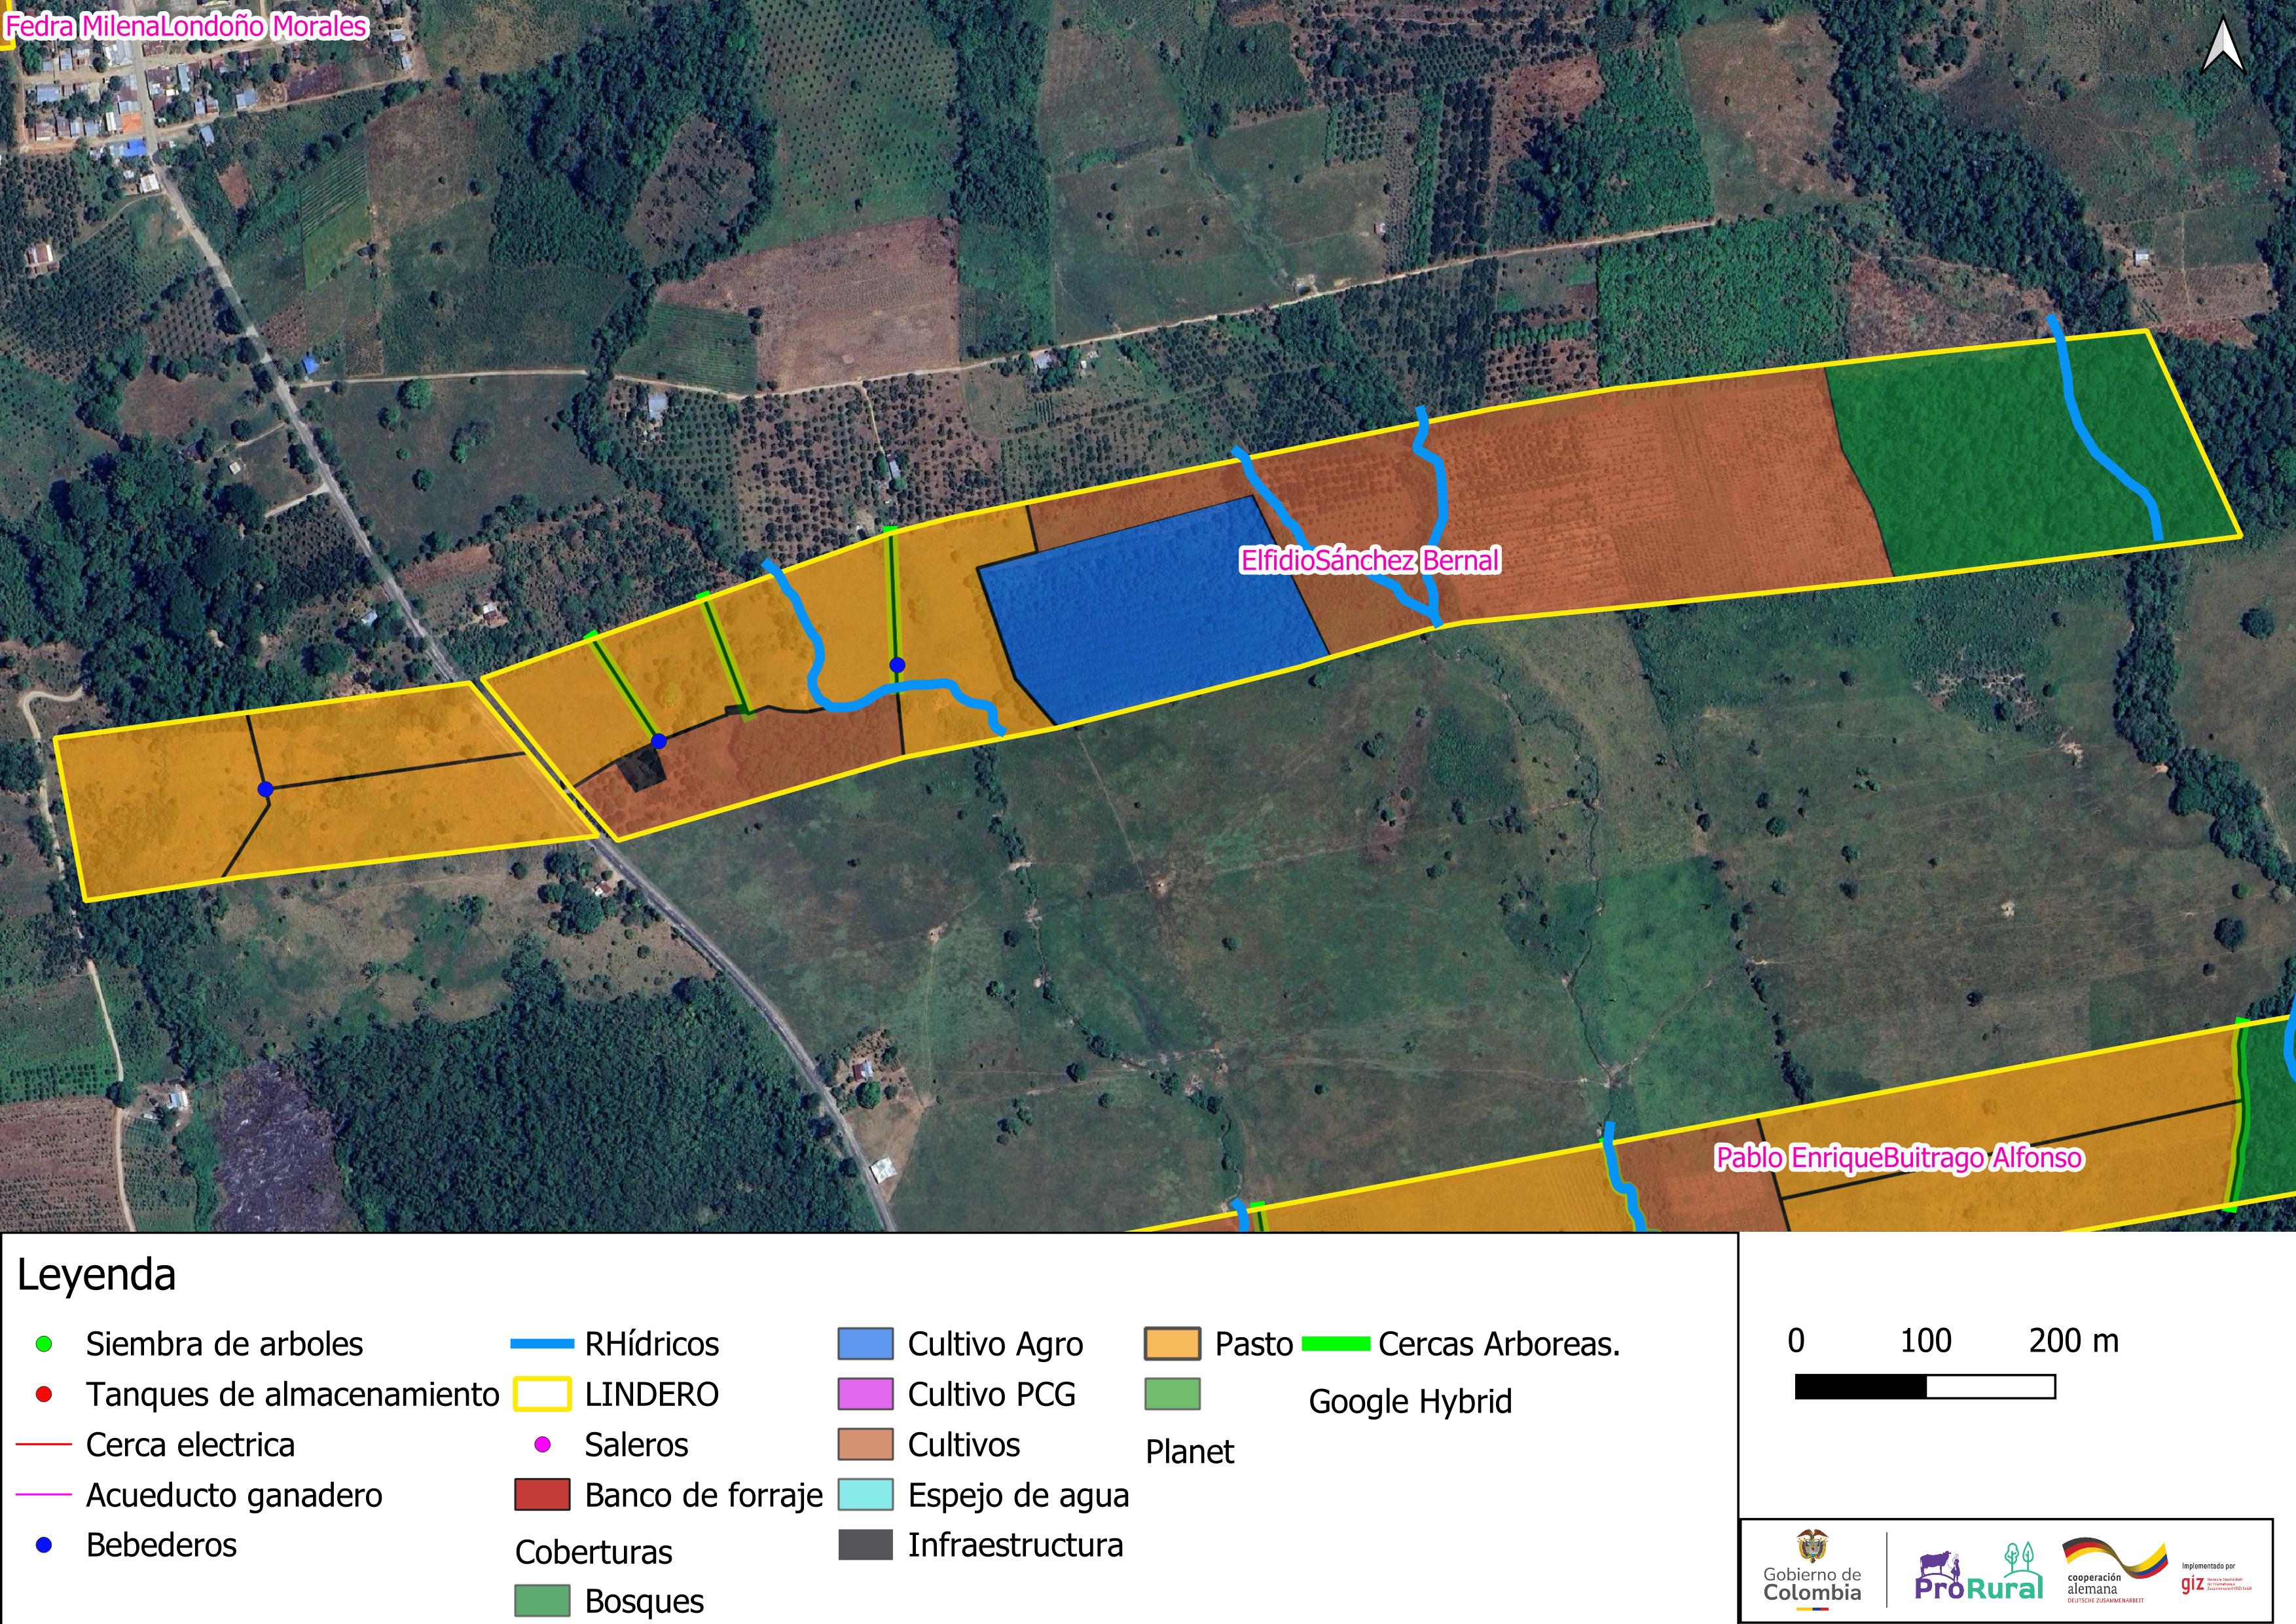 Fedra MilenaLondoño Morales
ElfidioSánchez Bernal
Pablo EnriqueBuitrago Alfonso
Leyenda
Siembra de arboles
Tanques de almacenamiento
Cerca electrica
Acueducto ganadero
Bebederos
RHídricos
LINDERO
Saleros
Banco de forraje
Coberturas
Bosques
Cultivo Agro
Cultivo PCG
Cultivos
Espejo de agua
Infraestructura
Pasto
Planet
Cercas Arboreas.
Google Hybrid
0 100 200 m
Gobierno de
Colombia
ProRural
cooperación
alemana
DEUTSCHE ZUSAMMENARBEIT
Implementado por
giz